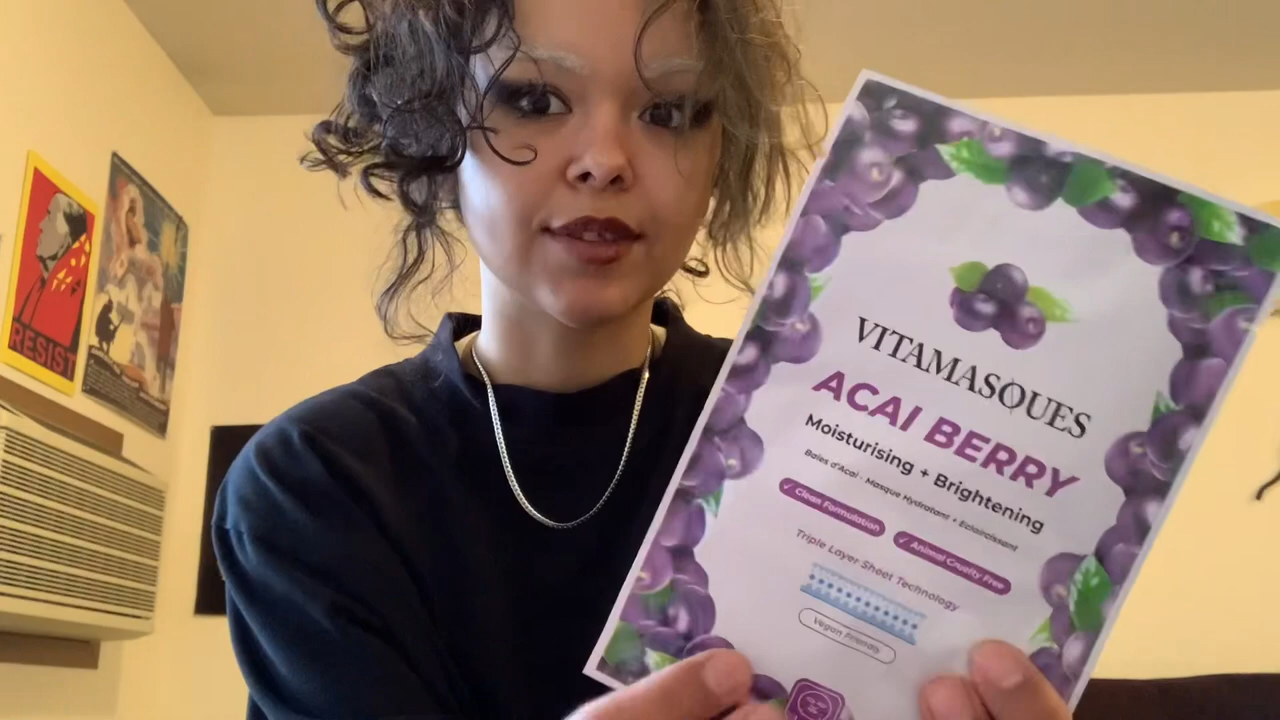 RESIST
VITAMASQUES
ACAI BERRY
Moisturising + Brightening
Baies d'Acai - Masque Hydratant + Eclaircissant
✓ Clean Formulation
✓ Animal Cruelty Free
Triple Layer Sheet Technology
Vegan Friendly